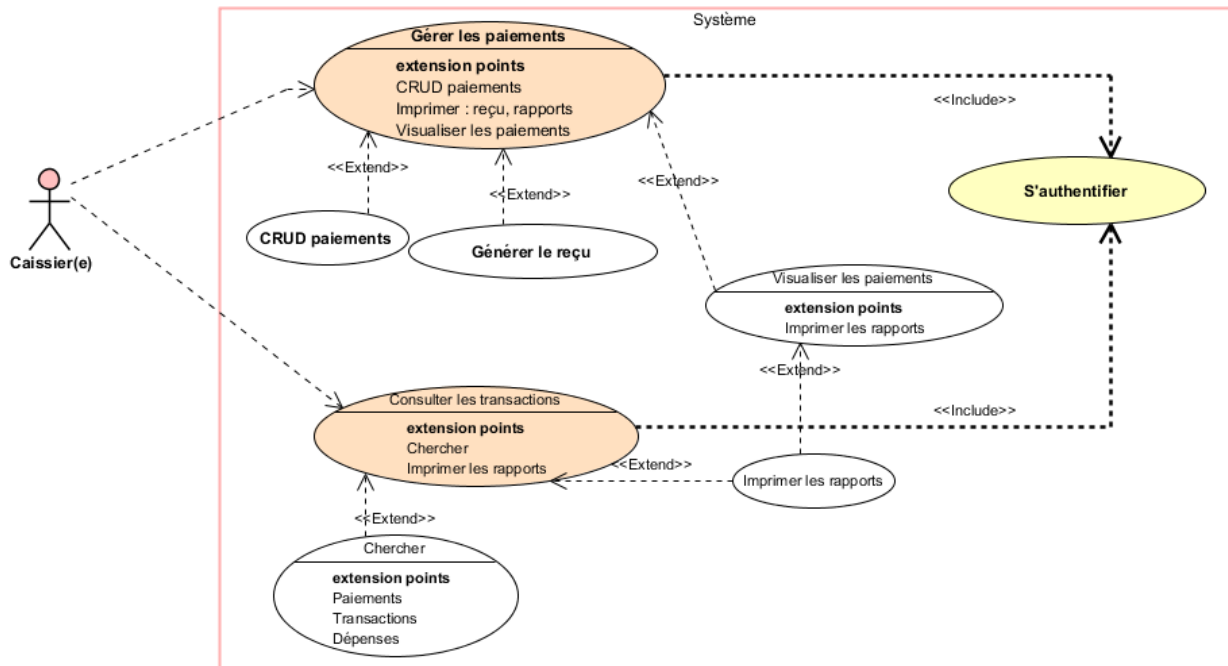 Système
Gérer les paiements
extension points
CRUD paiements
Imprimer : reçu, rapports
Visualiser les paiements
<<Include>>
<<Extend>>
<<Extend>>
<<Extend>>
S'authentifier
Caissier(e)
CRUD paiements
Générer le reçu
Visualiser les paiements
extension points
Imprimer les rapports
<<Extend>>
Consulter les transactions
extension points
Chercher
Imprimer les rapports
<<Include>>
<<Extend>>
Imprimer les rapports
<<Extend>>
Chercher
extension points
Paiements
Transactions
Dépenses